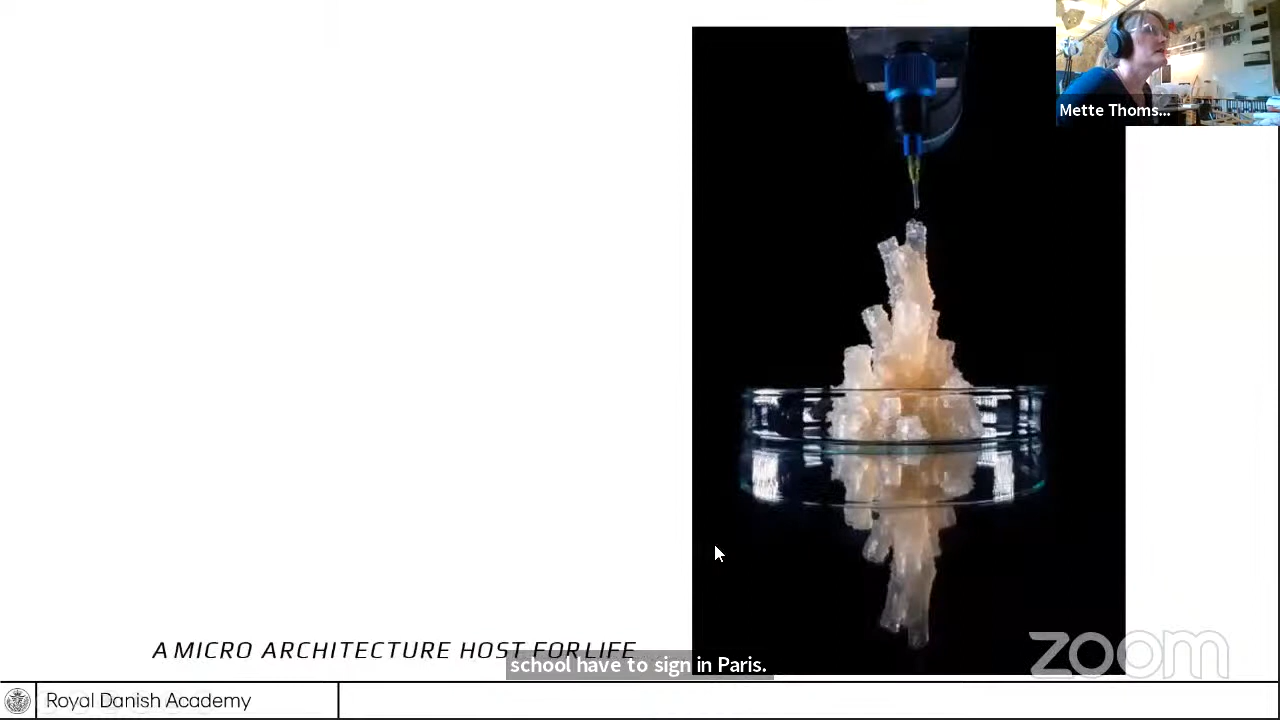 Mette Thoms...
A MICRO ARCHITECTURE HOST FOR LIFE
school have to sign in Paris.
zoom
Royal Danish Academy